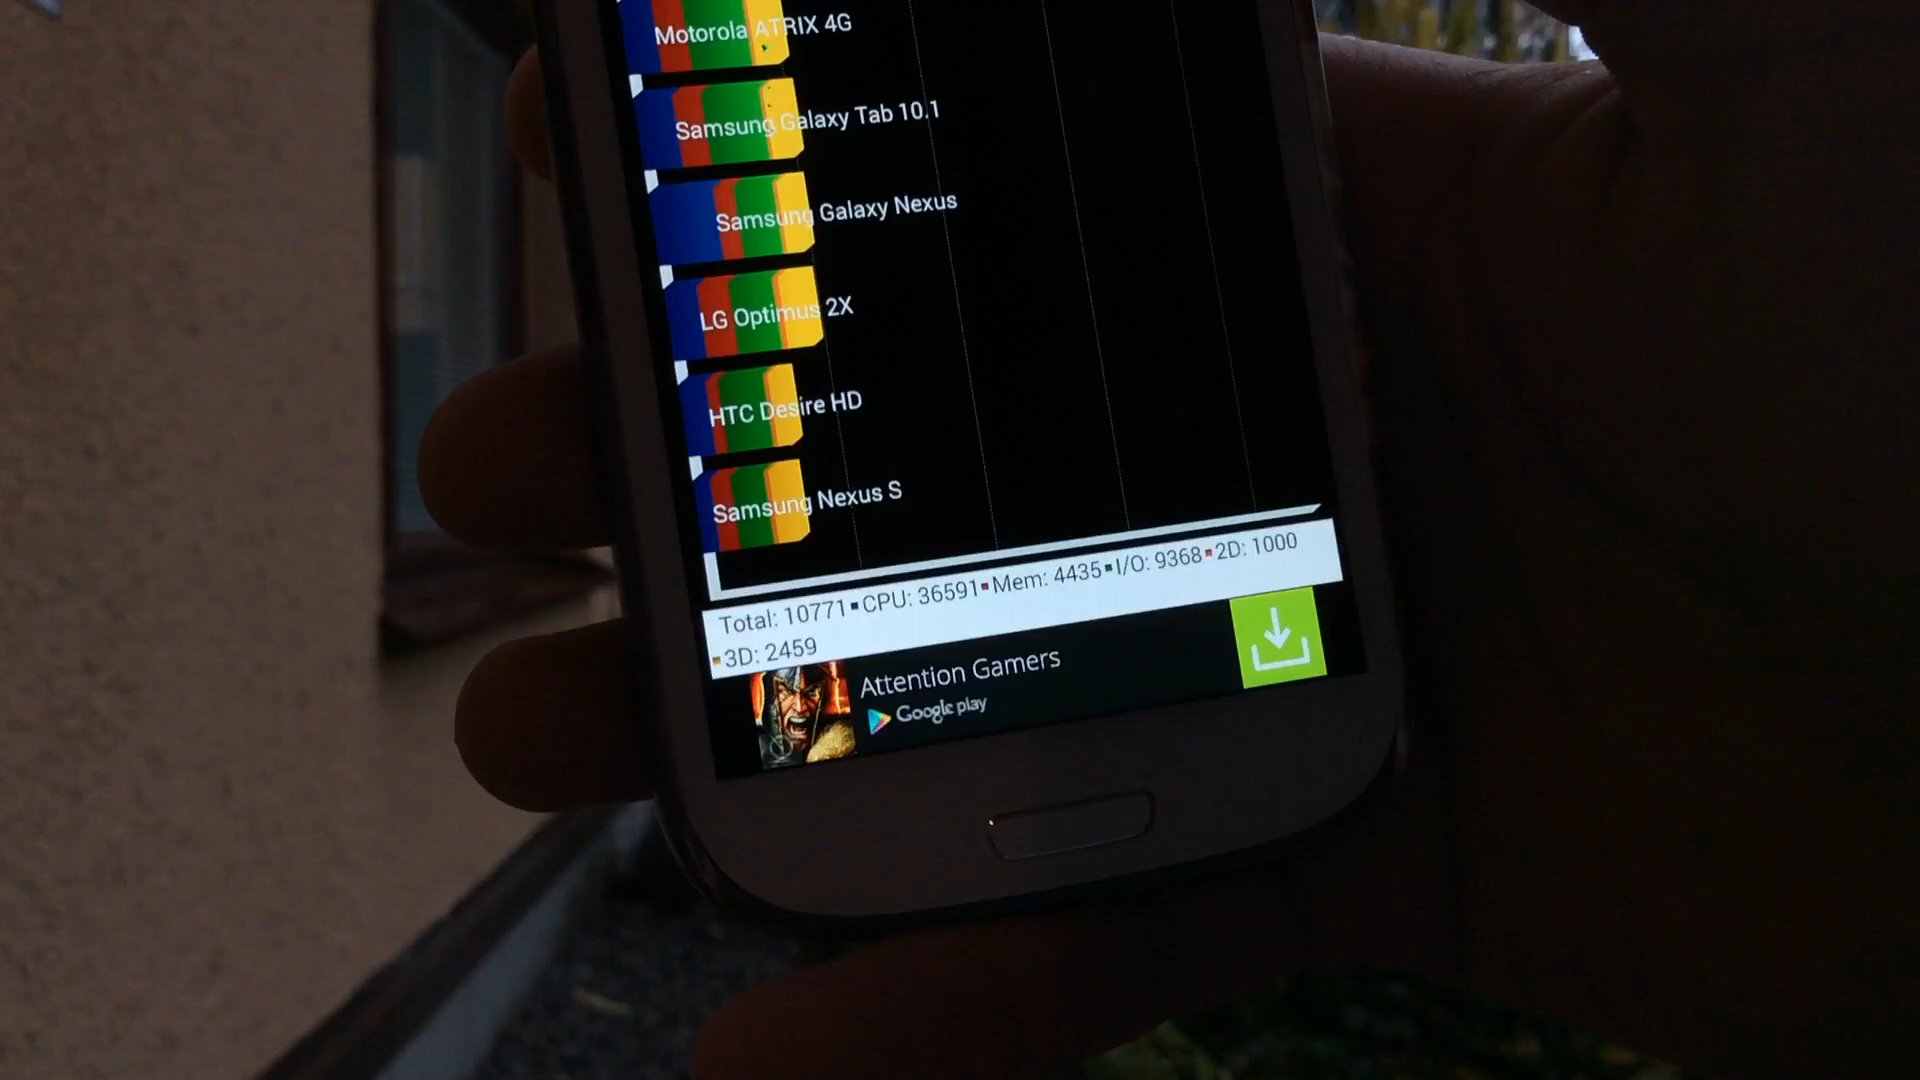 Motorola ATRIX 4G
Samsung Galaxy Tab 10.1
Samsung Galaxy Nexus
LG Optimus 2X
HTC Desire HD
Samsung Nexus S
Total: 10771 CPU: 36591 Mem: 4435 I/O: 9368 2D: 1000
3D: 2459
Attention Gamers
Google play